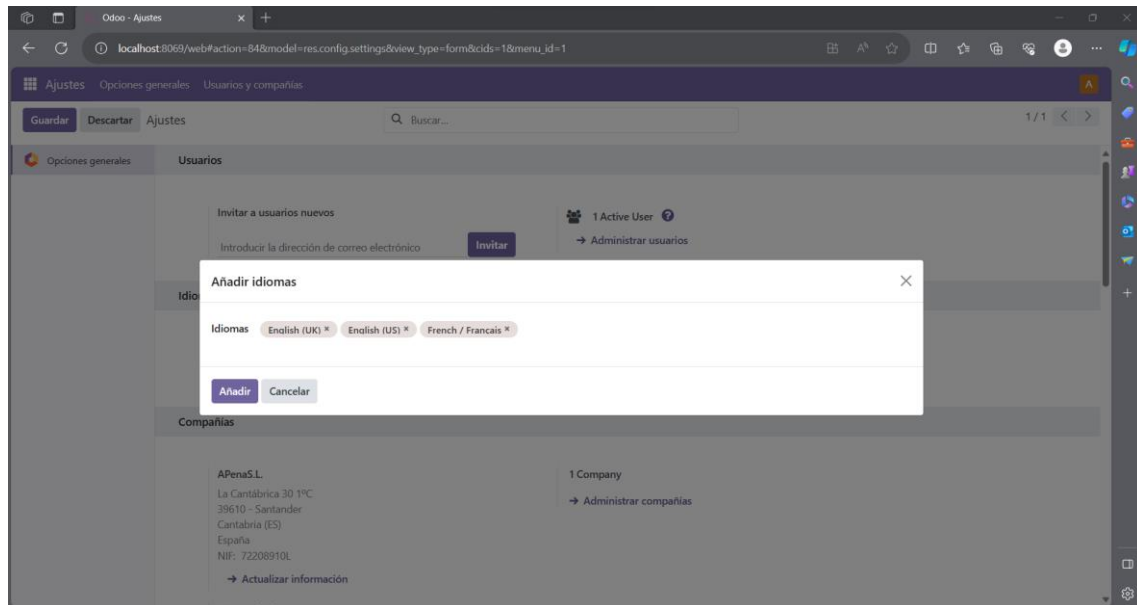 Odoo - Ajustes
localhost:8069/web#action=84&model=res.config.settings&view_type=form&cids=1&menu_id=1
Ajustes Opciones generales Usuarios y compañías A
Guardar Descartar Ajustes Buscar... 1 / 1
Opciones generales Usuarios
Invitar a usuarios nuevos 1 Active User ?
Introducir la dirección de correo electrónico Invitar → Administrar usuarios
Añadir idiomas
Idio
Idiomas English (UK) × English (US) × French / Francais ×
Añadir Cancelar
Compañías
APenaS.L. 1 Company
La Cantábrica 30 1ºC
→ Administrar compañías
39610 - Santander
Cantabria (ES)
España
NIF: 72208910L
→ Actualizar información